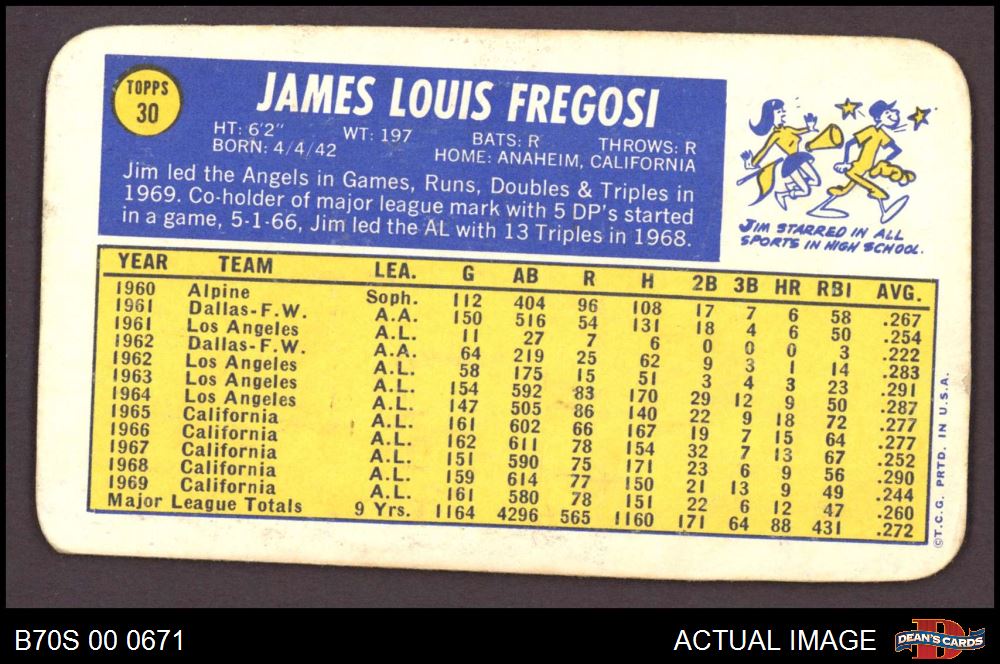 TOPPS
30
JAMES LOUIS FREGOSI
HT: 6'2" WT: 197 BATS: R THROWS: R
BORN: 4/4/42 HOME: ANAHEIM, CALIFORNIA
Jim led the Angels in Games, Runs, Doubles & Triples in
1969. Co-holder of major league mark with 5 DP's started
in a game, 5-1-66, Jim led the AL with 13 Triples in 1968.
JIM STARRED IN ALL
SPORTS IN HIGH SCHOOL.
YEAR TEAM LEA. G AB R H 2B 3B HR RBI AVG.
1960 Alpine Soph. 112 404 96 108 17 7 6 58 .267
1961 Dallas-F.W. A.A. 150 516 54 131 18 4 6 50 .254
1961 Los Angeles A.L. 11 27 7 6 0 0 0 3 .222
1962 Dallas-F.W. A.A. 64 219 25 62 9 3 1 14 .283
1962 Los Angeles A.L. 58 175 15 51 3 4 3 23 .291
1963 Los Angeles A.L. 154 592 83 170 29 12 9 50 .287
1964 Los Angeles A.L. 147 505 86 140 22 9 18 72 .277
1965 California A.L. 161 602 66 167 19 7 15 64 .277
1966 California A.L. 162 611 78 154 32 7 13 67 .252
1967 California A.L. 151 590 75 171 23 6 9 56 .290
1968 California A.L. 159 614 77 150 21 13 9 49 .244
1969 California A.L. 161 580 78 151 22 6 12 47 .260
Major League Totals 9 Yrs. 1164 4296 565 1160 171 64 88 431 .272
©T.C.G. PRTD. IN U.S.A.
B70S 00 0671
ACTUAL IMAGE
DEAN'S CARDS